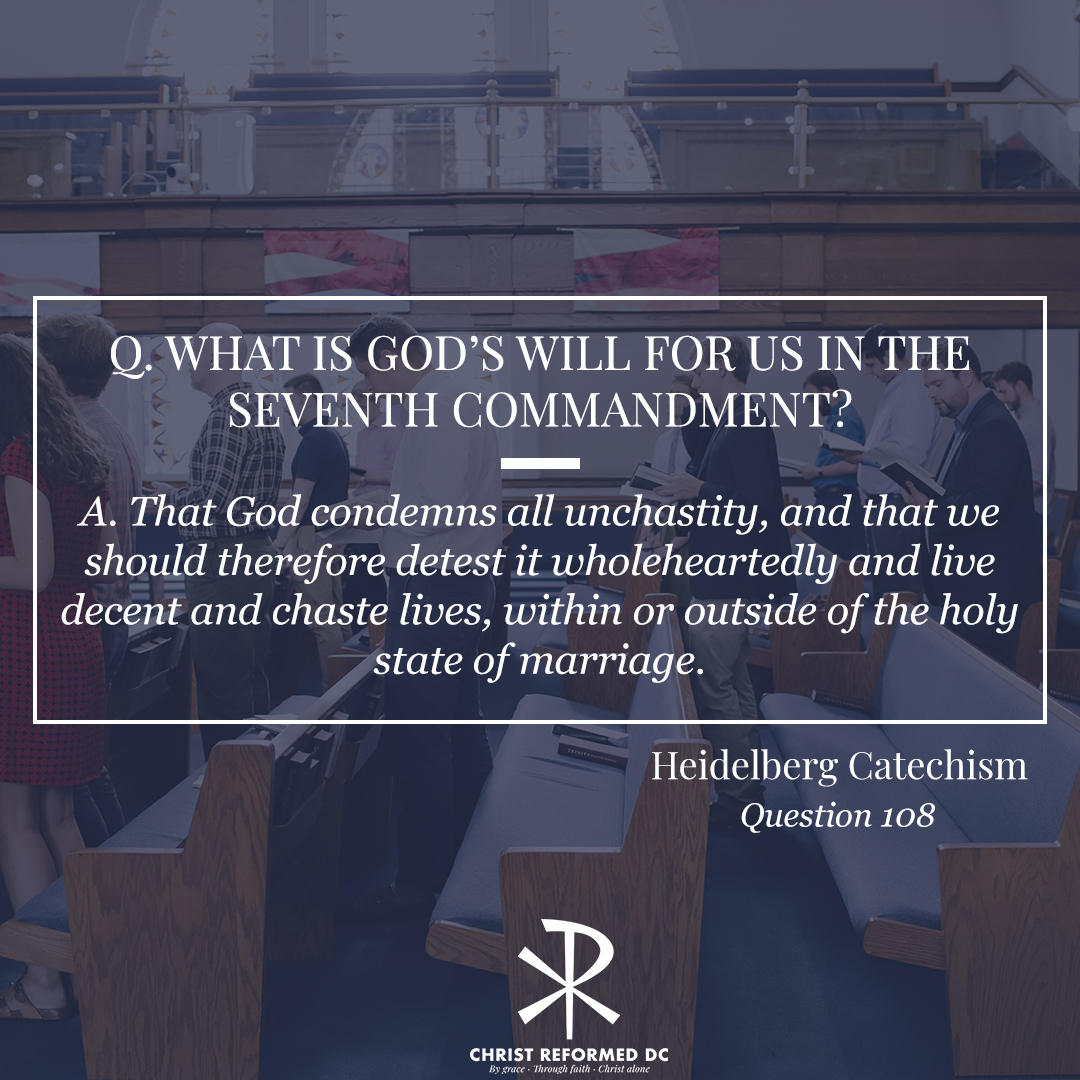 Q. WHAT IS GOD’S WILL FOR US IN THE
SEVENTH COMMANDMENT?
A. That God condemns all unchastity, and that we
should therefore detest it wholeheartedly and live
decent and chaste lives, within or outside of the holy
state of marriage.
Heidelberg Catechism
Question 108
CHRIST REFORMED DC
By grace · Through faith · Christ alone